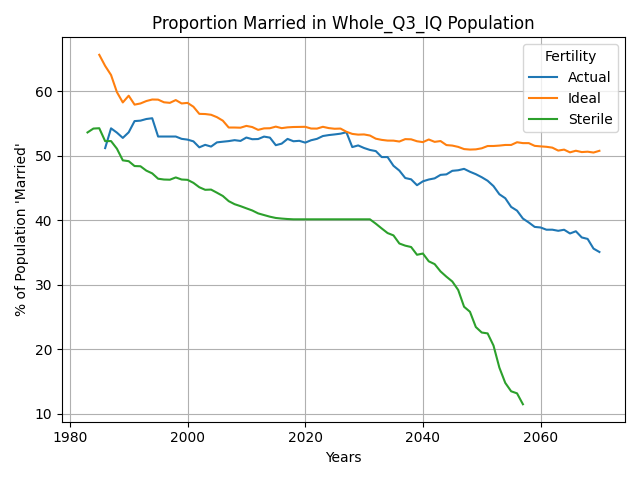 Proportion Married in Whole_Q3_IQ Population
Fertility
Actual
Ideal
Sterile
% of Population 'Married'
60
50
40
30
20
10
1980
2000
2020
2040
2060
Years